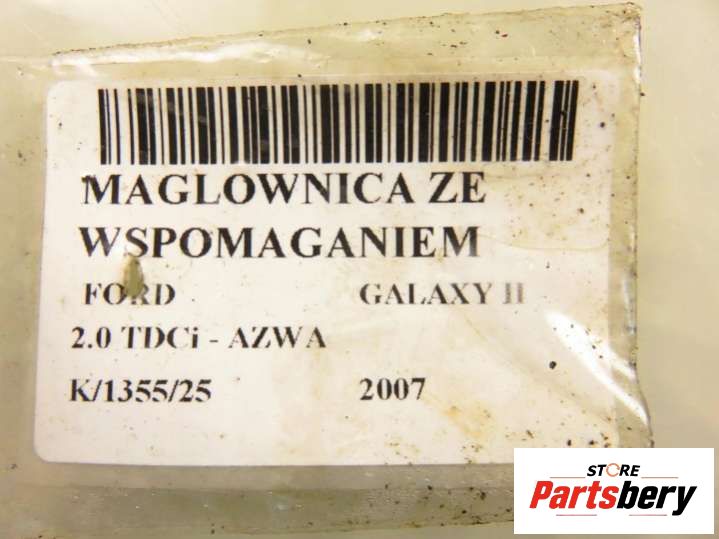 MAGLOWNICA ZE
WSPOMAGANIEM
FORD GALAXY II
2.0 TDCi - AZWA
K/1355/25 2007
STORE
Partsbery